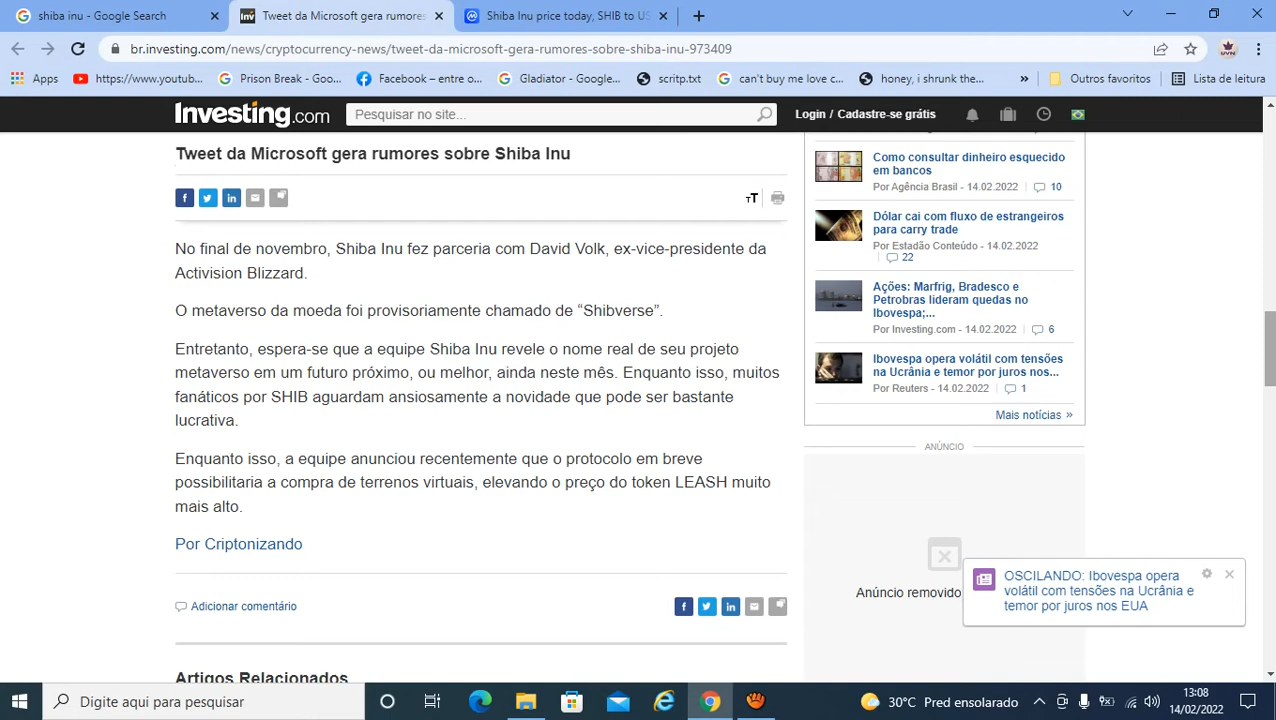 shiba inu - Google Search
Tweet da Microsoft gera rumores
Shiba Inu price today, SHIB to US
br.investing.com/news/cryptocurrency-news/tweet-da-microsoft-gera-rumores-sobre-shiba-inu-973409
Apps
https://www.youtub...
Prison Break - Goo...
Facebook – entre o...
Gladiator - Google...
scritp.txt
can't buy me love c...
honey, i shrunk the...
»
Outros favoritos
Lista de leitura
Investing.com
Pesquisar no site...
Login / Cadastre-se grátis
Tweet da Microsoft gera rumores sobre Shiba Inu
TT
No final de novembro, Shiba Inu fez parceria com David Volk, ex-vice-presidente da
Activision Blizzard.
O metaverso da moeda foi provisoriamente chamado de “Shibverse”.
Entretanto, espera-se que a equipe Shiba Inu revele o nome real de seu projeto
metaverso em um futuro próximo, ou melhor, ainda neste mês. Enquanto isso, muitos
fanáticos por SHIB aguardam ansiosamente a novidade que pode ser bastante
lucrativa.
Enquanto isso, a equipe anunciou recentemente que o protocolo em breve
possibilitaria a compra de terrenos virtuais, elevando o preço do token LEASH muito
mais alto.
Por Criptonizando
Adicionar comentário
Artigos Relacionados
Como consultar dinheiro esquecido
em bancos
Por Agência Brasil - 14.02.2022
10
Dólar cai com fluxo de estrangeiros
para carry trade
Por Estadão Conteúdo - 14.02.2022
22
Ações: Marfrig, Bradesco e
Petrobras lideram quedas no
Ibovespa;...
Por Investing.com - 14.02.2022
6
Ibovespa opera volátil com tensões
na Ucrânia e temor por juros nos...
Por Reuters - 14.02.2022
1
Mais notícias »
ANÚNCIO
Anúncio removido
OSCILANDO: Ibovespa opera
volátil com tensões na Ucrânia e
temor por juros nos EUA
Digite aqui para pesquisar
30°C Pred ensolarado
13:08
14/02/2022